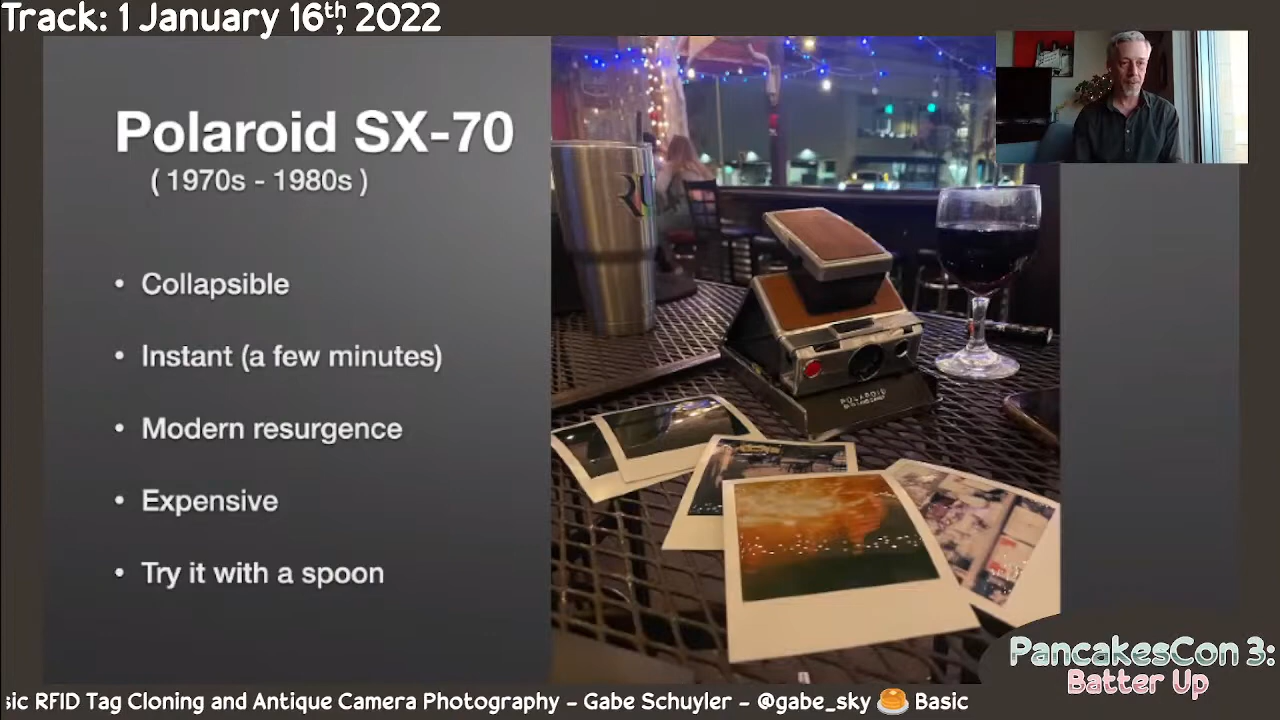 Track: 1 January 16th, 2022
Polaroid SX-70
( 1970s - 1980s )
• Collapsible
• Instant (a few minutes)
• Modern resurgence
• Expensive
• Try it with a spoon
POLAROID
PancakesCon 3:
Batter Up
sic RFID Tag Cloning and Antique Camera Photography - Gabe Schuyler - @gabe_sky 🥞 Basic